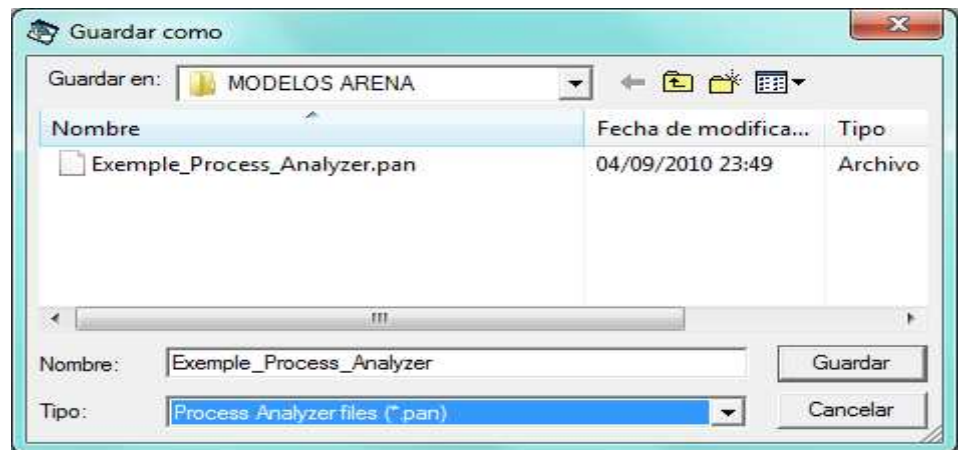 Guardar como
Guardar en: MODELOS ARENA
Nombre Fecha de modifica... Tipo
Exemple_Process_Analyzer.pan 04/09/2010 23:49 Archivo
Nombre: Exemple_Process_Analyzer Guardar
Tipo: Process Analyzer files (*.pan) Cancelar